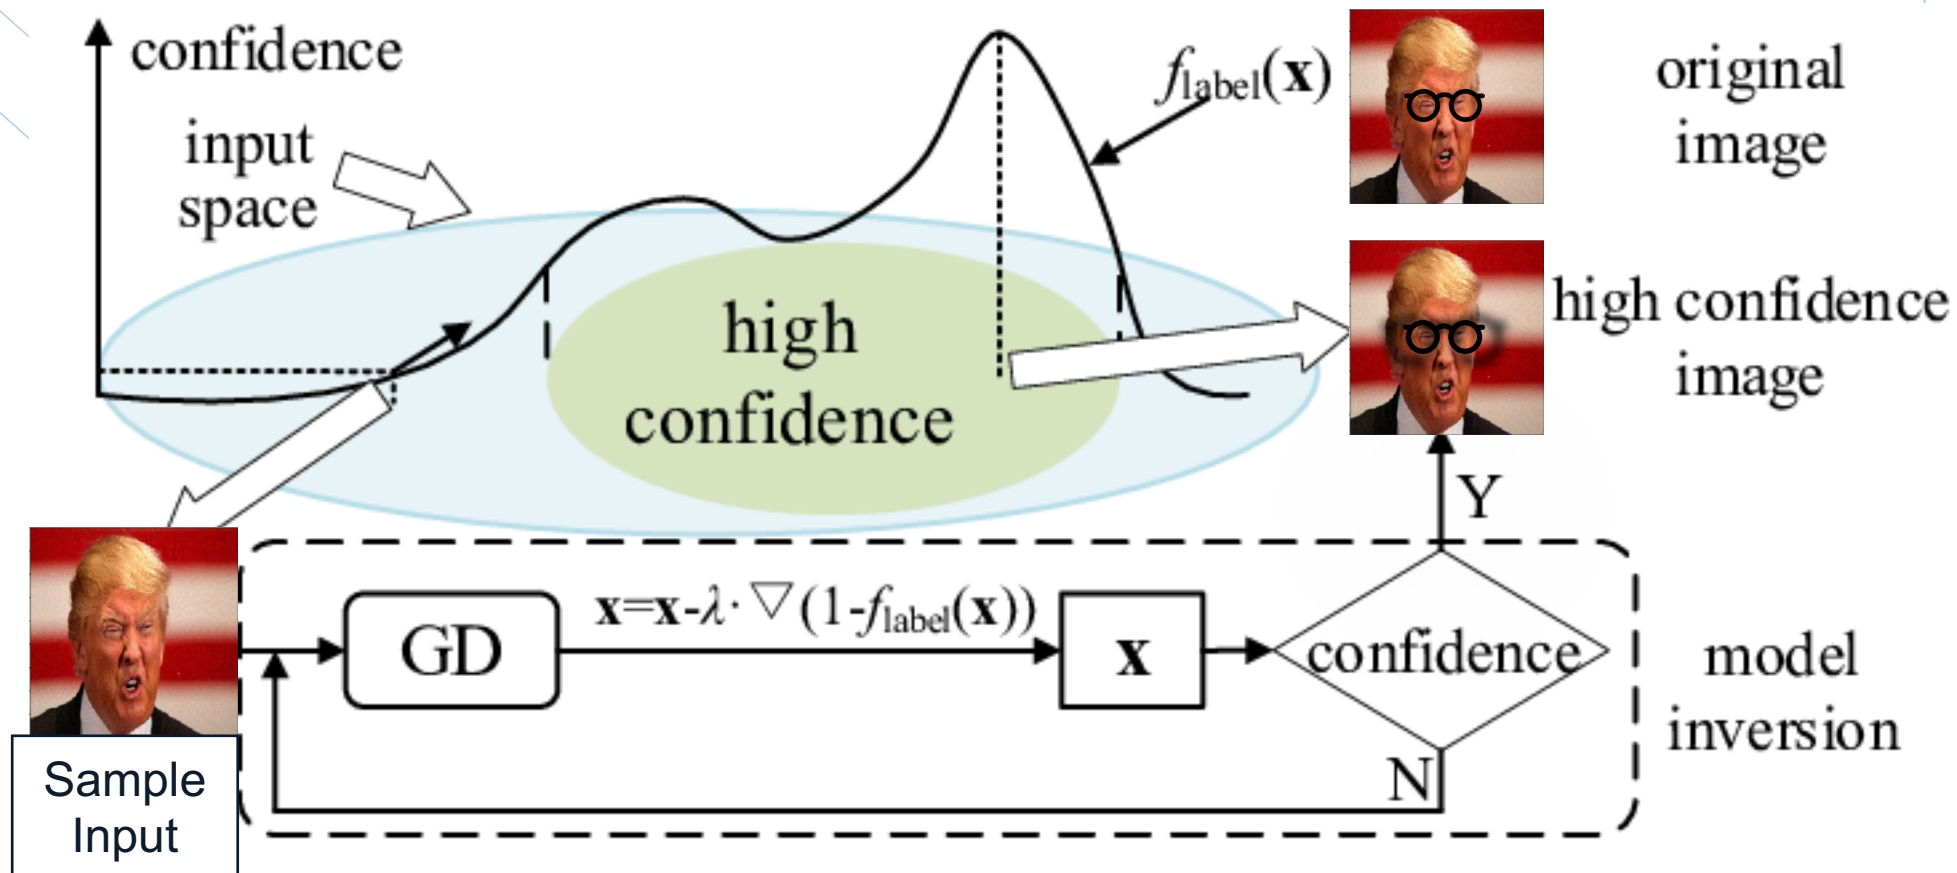 confidence
input
space
f_label(x)
original
image
high
confidence
high confidence
image
Y
GD
x=x-λ·▽(1-f_label(x))
x
confidence
N
model
inversion
Sample
Input